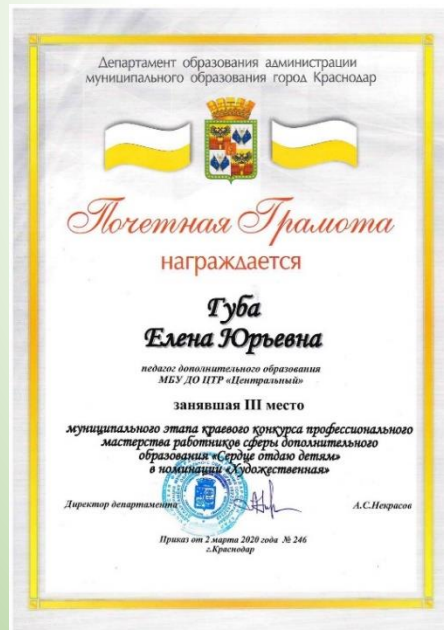 Департамент образования администрации
муниципального образования город Краснодар
Почетная Грамота
награждается
Губа
Елена Юрьевна
педагог дополнительного образования
МБУ ДО ЦТР «Центральный»
занявшая III место
муниципального этапа краевого конкурса профессионального
мастерства работников сферы дополнительного
образования «Сердце отдаю детям»
в номинации «Художественная»
Директор департамента А.С.Некрасов
Приказ от 2 марта 2020 года № 246
г.Краснодар